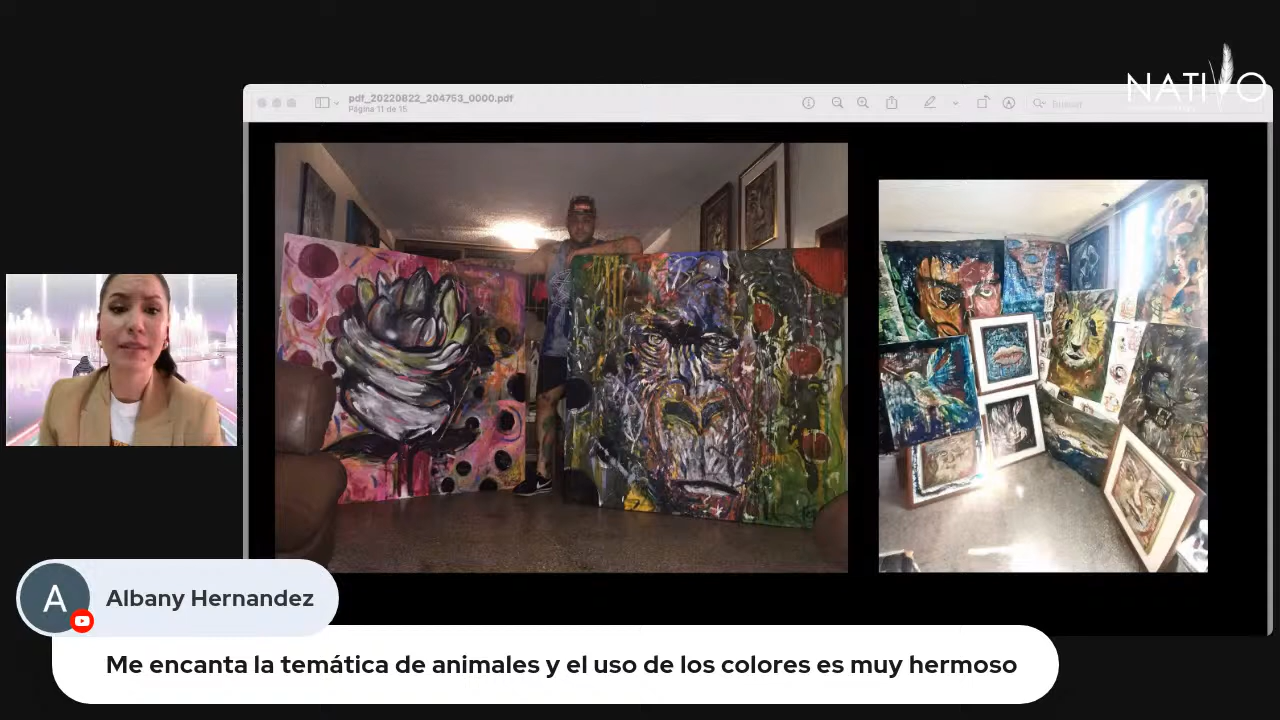 NATIVO
pdf_20220822_204753_0000.pdf
Página 11 de 15
Buscar
A
Albany Hernandez
Me encanta la temática de animales y el uso de los colores es muy hermoso